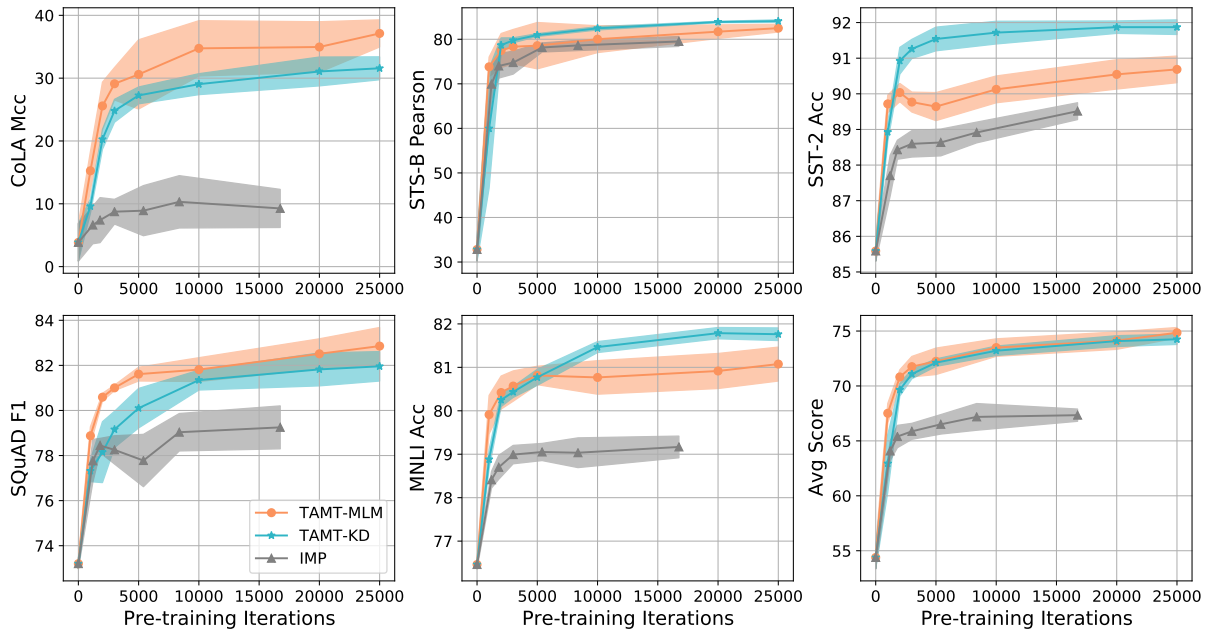 CoLA Mcc
40
30
20
10
0
0 5000 10000 15000 20000 25000
STS-B Pearson
80
70
60
50
40
30
0 5000 10000 15000 20000 25000
SST-2 Acc
92
91
90
89
88
87
86
85
0 5000 10000 15000 20000 25000
SQuAD F1
84
82
80
78
76
74
TAMT-MLM
TAMT-KD
IMP
0 5000 10000 15000 20000 25000
Pre-training Iterations
MNLI Acc
82
81
80
79
78
77
0 5000 10000 15000 20000 25000
Pre-training Iterations
Avg Score
75
70
65
60
55
0 5000 10000 15000 20000 25000
Pre-training Iterations